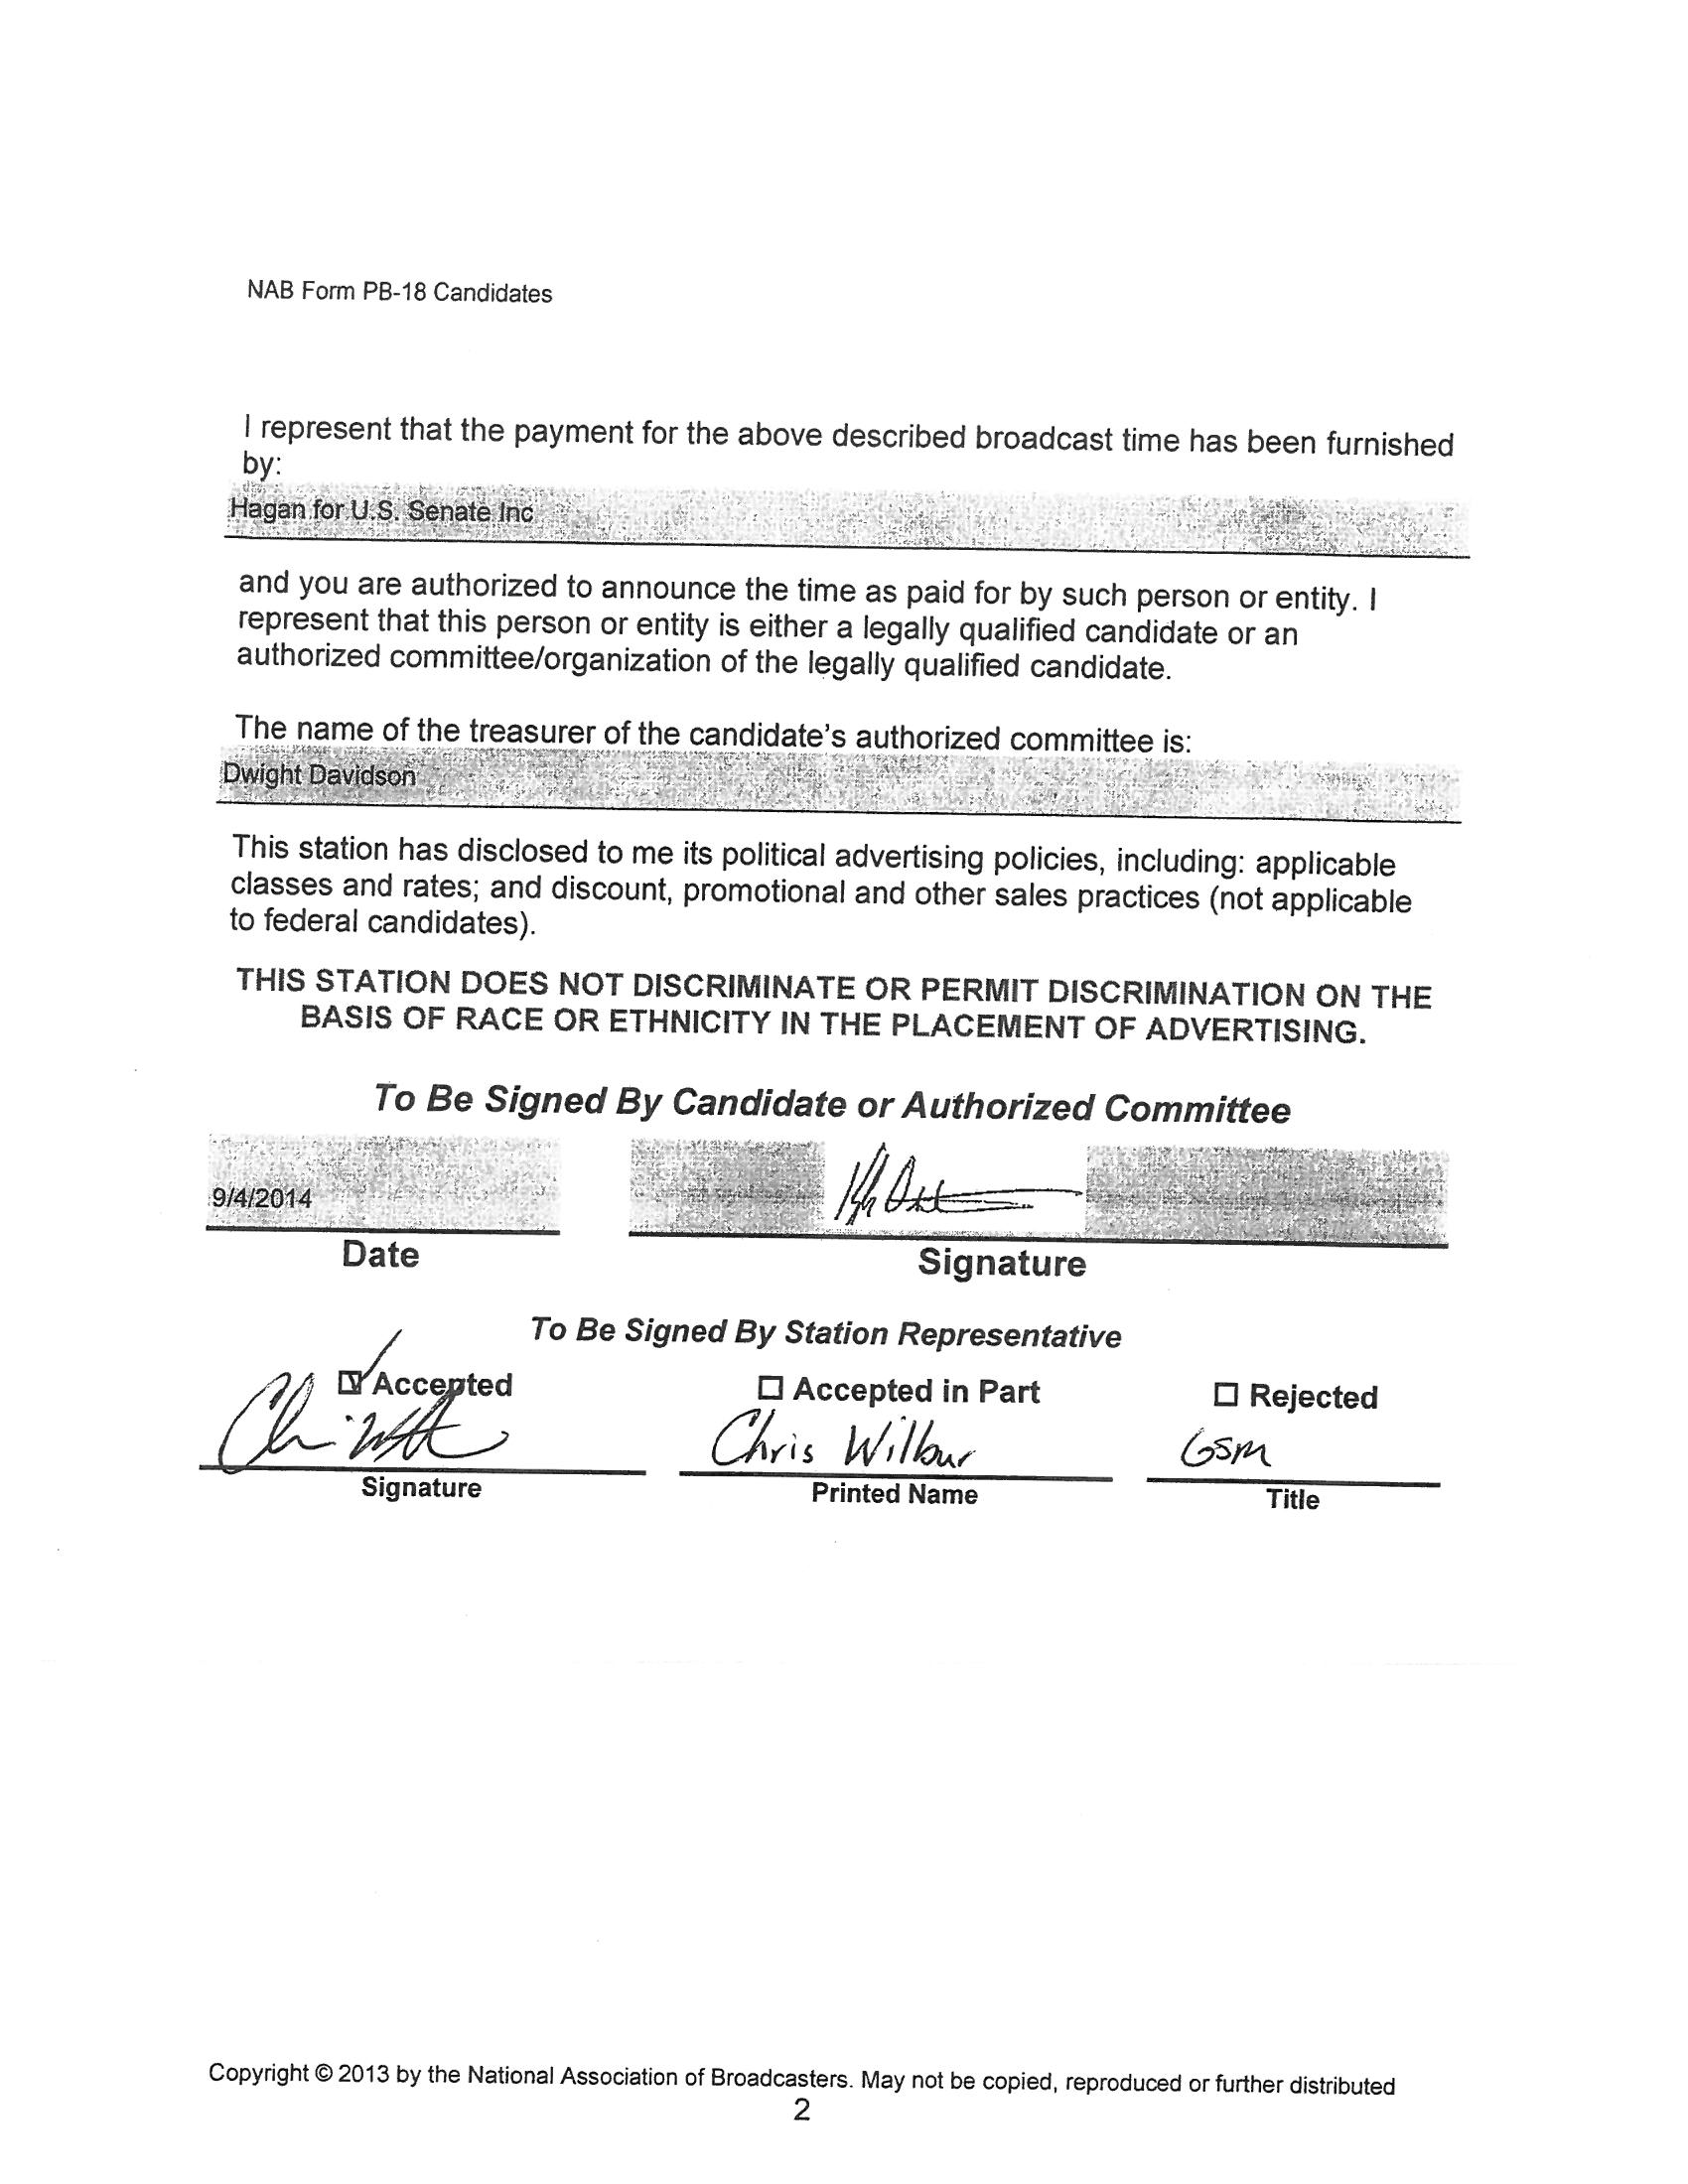 NAB Form PB-18 Candidates
I represent that the payment for the above described broadcast time has been furnished
by:
Hagan for U.S. Senate Inc
and you are authorized to announce the time as paid for by such person or entity. I
represent that this person or entity is either a legally qualified candidate or an
authorized committee/organization of the legally qualified candidate.
The name of the treasurer of the candidate's authorized committee is:
Dwight Davidson
This station has disclosed to me its political advertising policies, including: applicable
classes and rates; and discount, promotional and other sales practices (not applicable
to federal candidates).
THIS STATION DOES NOT DISCRIMINATE OR PERMIT DISCRIMINATION ON THE
BASIS OF RACE OR ETHNICITY IN THE PLACEMENT OF ADVERTISING.
To Be Signed By Candidate or Authorized Committee
9/4/2014
Date Signature
To Be Signed By Station Representative
Accepted Accepted in Part Rejected
Chris Wilbur GSM
Signature Printed Name Title
Copyright © 2013 by the National Association of Broadcasters. May not be copied, reproduced or further distributed
2